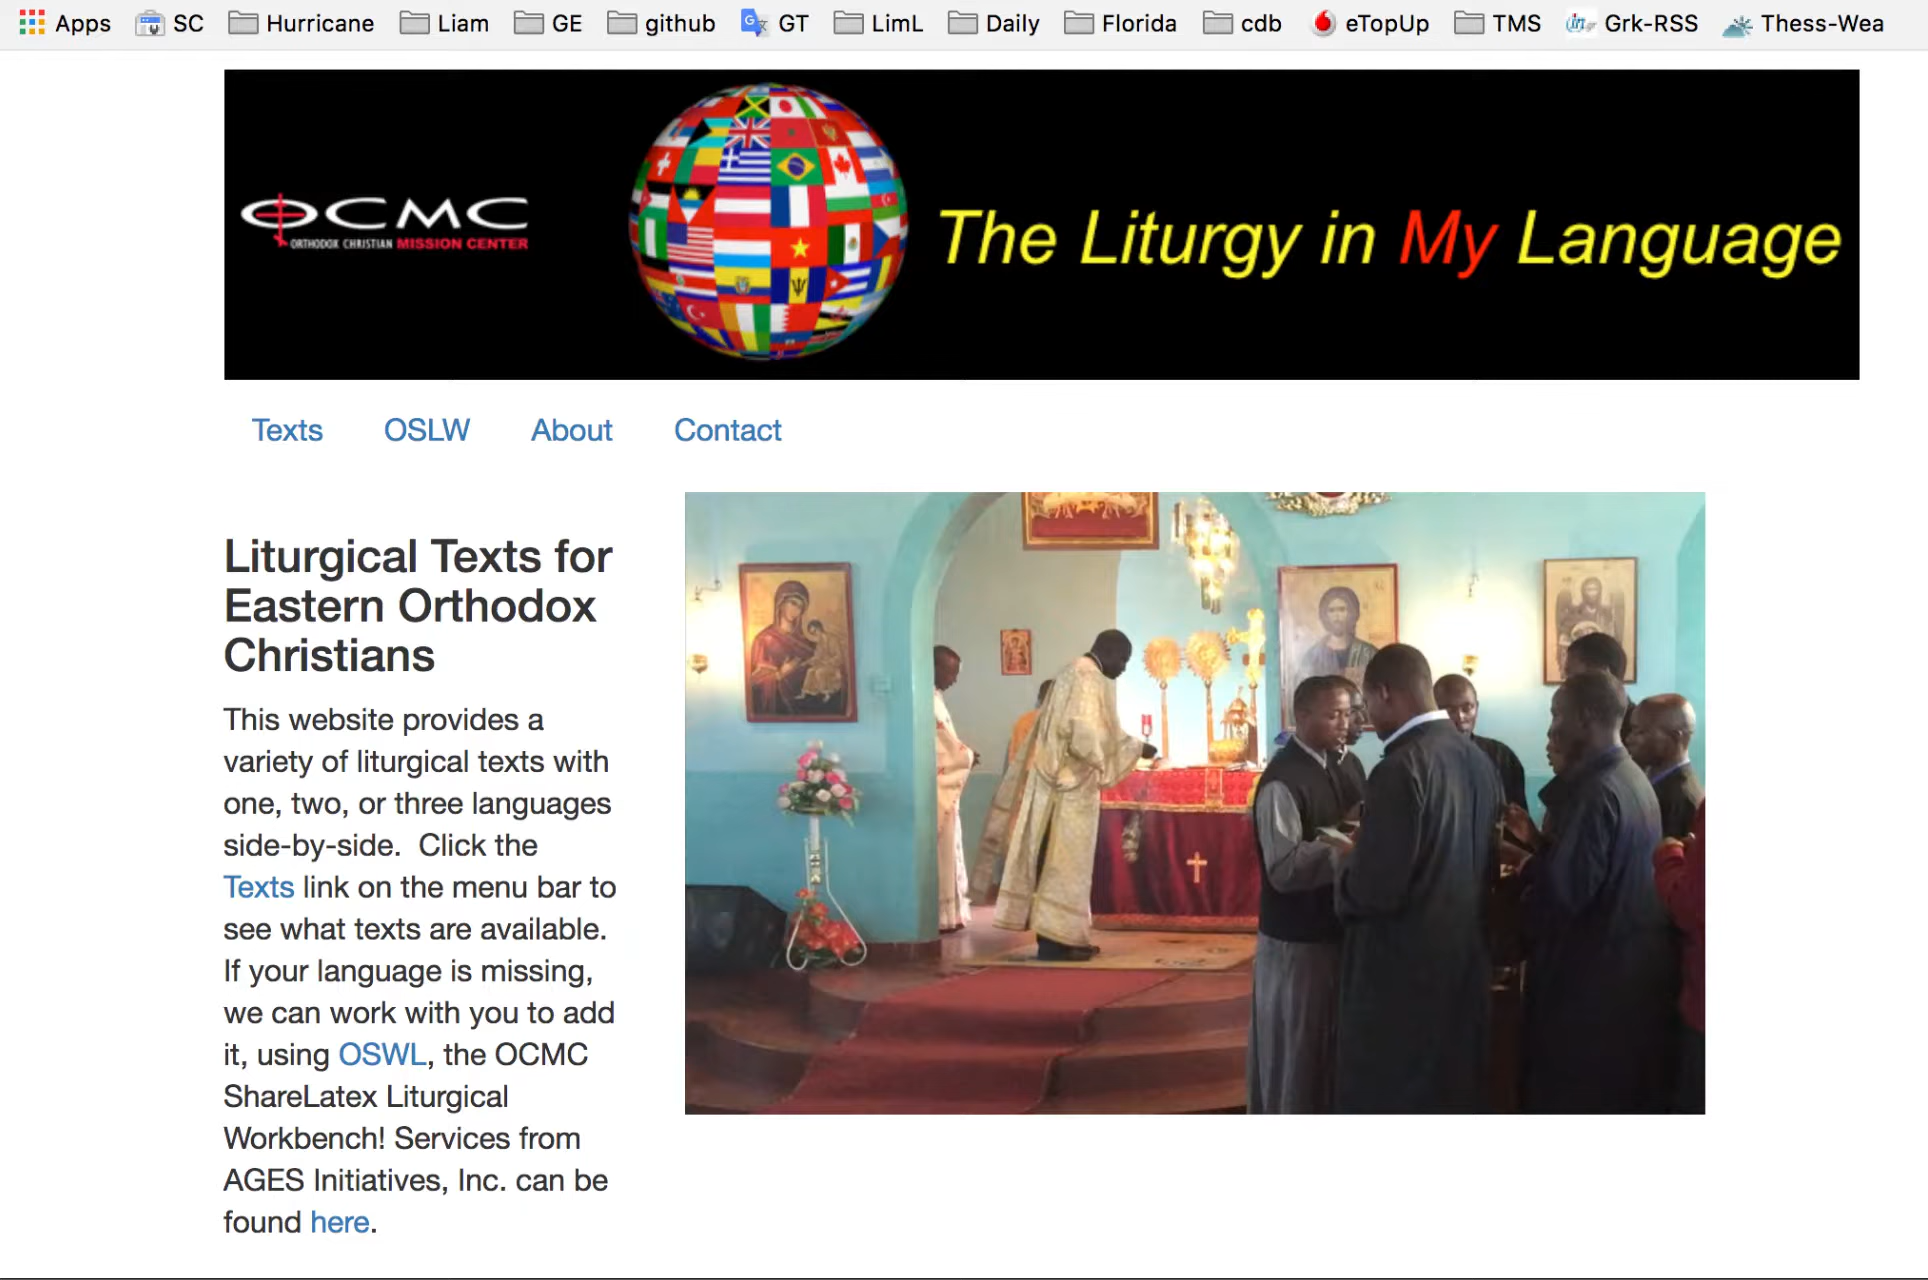 Apps SC Hurricane Liam GE github GT LimL Daily Florida cdb eTopUp TMS Grk-RSS Thess-Wea
OCMC
ORTHODOX CHRISTIAN MISSION CENTER
The Liturgy in My Language
Texts OSLW About Contact
Liturgical Texts for
Eastern Orthodox
Christians
This website provides a
variety of liturgical texts with
one, two, or three languages
side-by-side.  Click the
Texts link on the menu bar to
see what texts are available.
If your language is missing,
we can work with you to add
it, using OSWL, the OCMC
ShareLatex Liturgical
Workbench! Services from
AGES Initiatives, Inc. can be
found here.